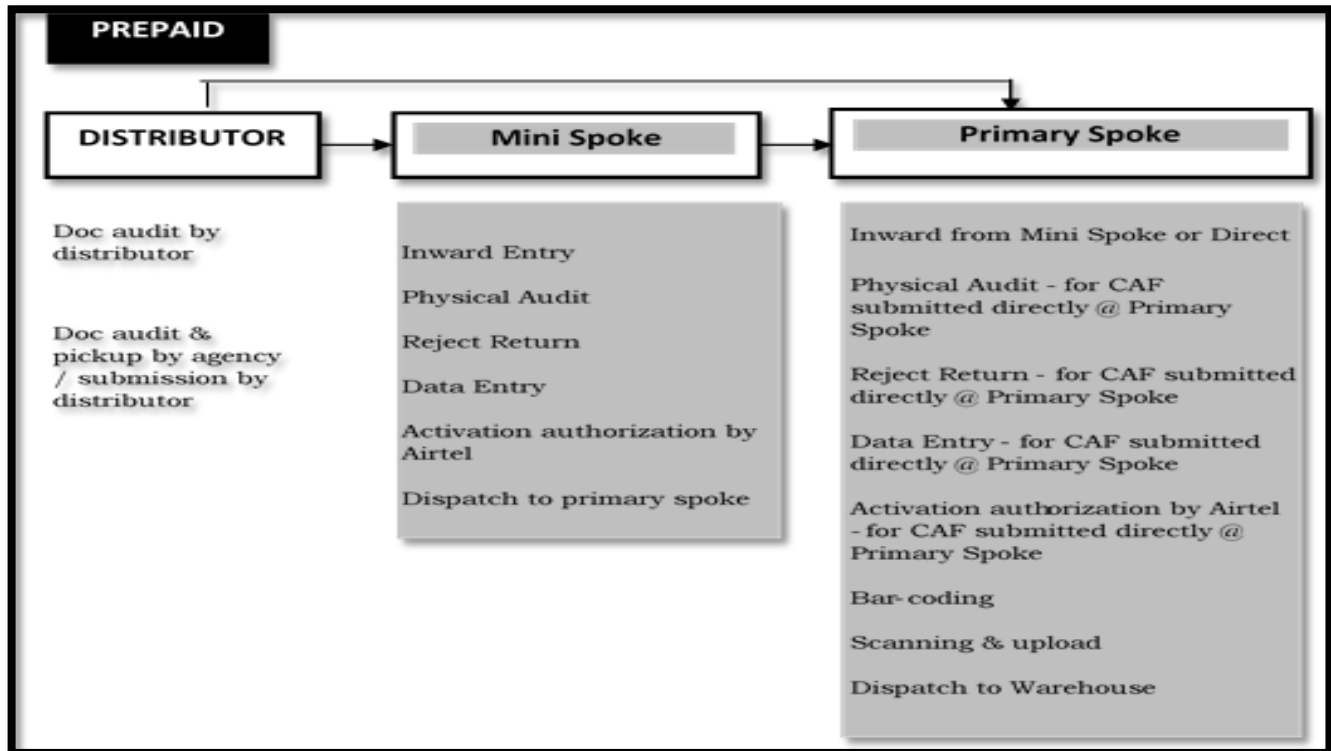 PREPAID
DISTRIBUTOR
Mini Spoke
Primary Spoke
Doc audit by
distributor
Doc audit &
pickup by agency
/ submission by
distributor
Inward Entry
Physical Audit
Reject Return
Data Entry
Activation authorization by
Airtel
Dispatch to primary spoke
Inward from Mini Spoke or Direct
Physical Audit - for CAF
submitted directly @ Primary
Spoke
Reject Return - for CAF submitted
directly @ Primary Spoke
Data Entry - for CAF submitted
directly @ Primary Spoke
Activation authorization by Airtel
- for CAF submitted directly @
Primary Spoke
Bar-coding
Scanning & upload
Dispatch to Warehouse